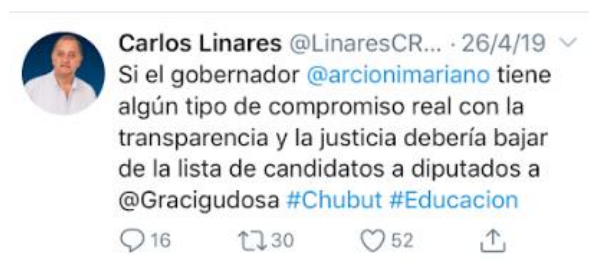 Carlos Linares @LinaresCR... · 26/4/19
Si el gobernador @arcionimariano tiene
algún tipo de compromiso real con la
transparencia y la justicia debería bajar
de la lista de candidatos a diputados a
@Gracigudosa #Chubut #Educacion
16 30 52